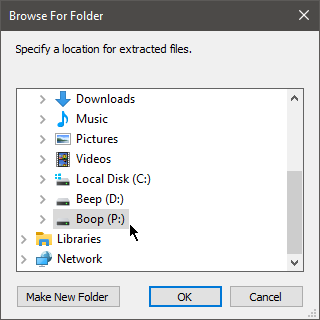 Browse For Folder
Specify a location for extracted files.
Downloads
Music
Pictures
Videos
Local Disk (C:)
Beep (D:)
Boop (P:)
Libraries
Network
Make New Folder
OK
Cancel